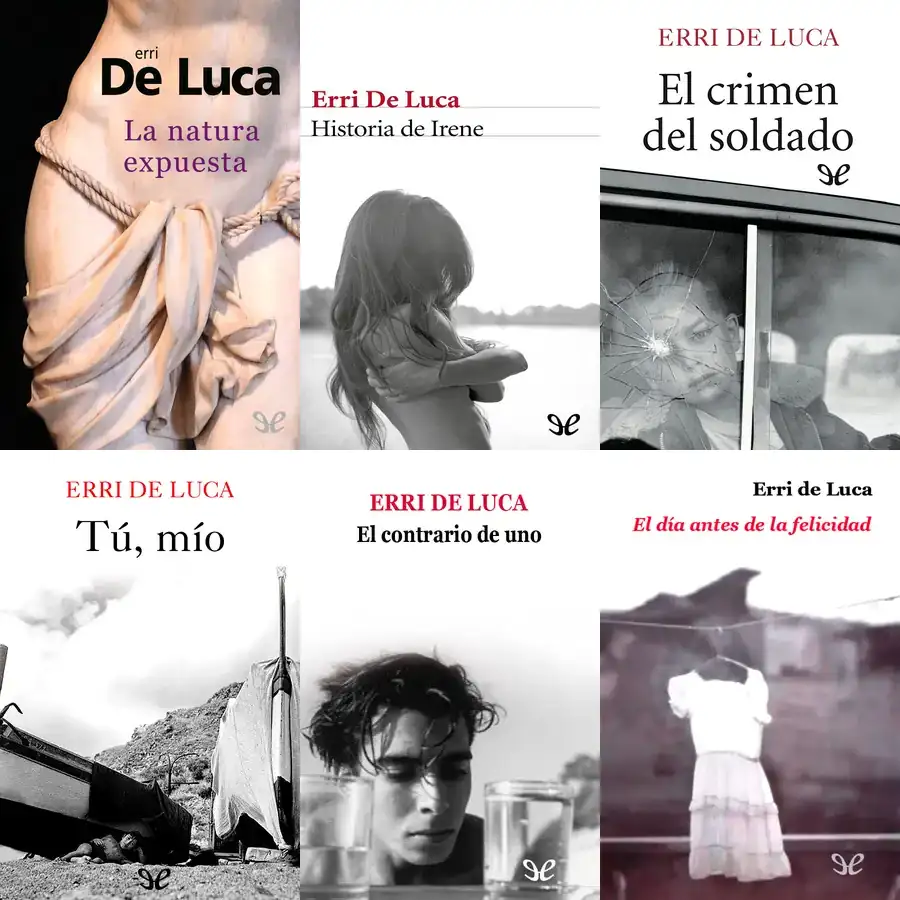 erri
De Luca
La natura
expuesta
Erri De Luca
Historia de Irene
ERRI DE LUCA
El crimen
del soldado
ERRI DE LUCA
Tú, mío
ERRI DE LUCA
El contrario de uno
Erri de Luca
El día antes de la felicidad